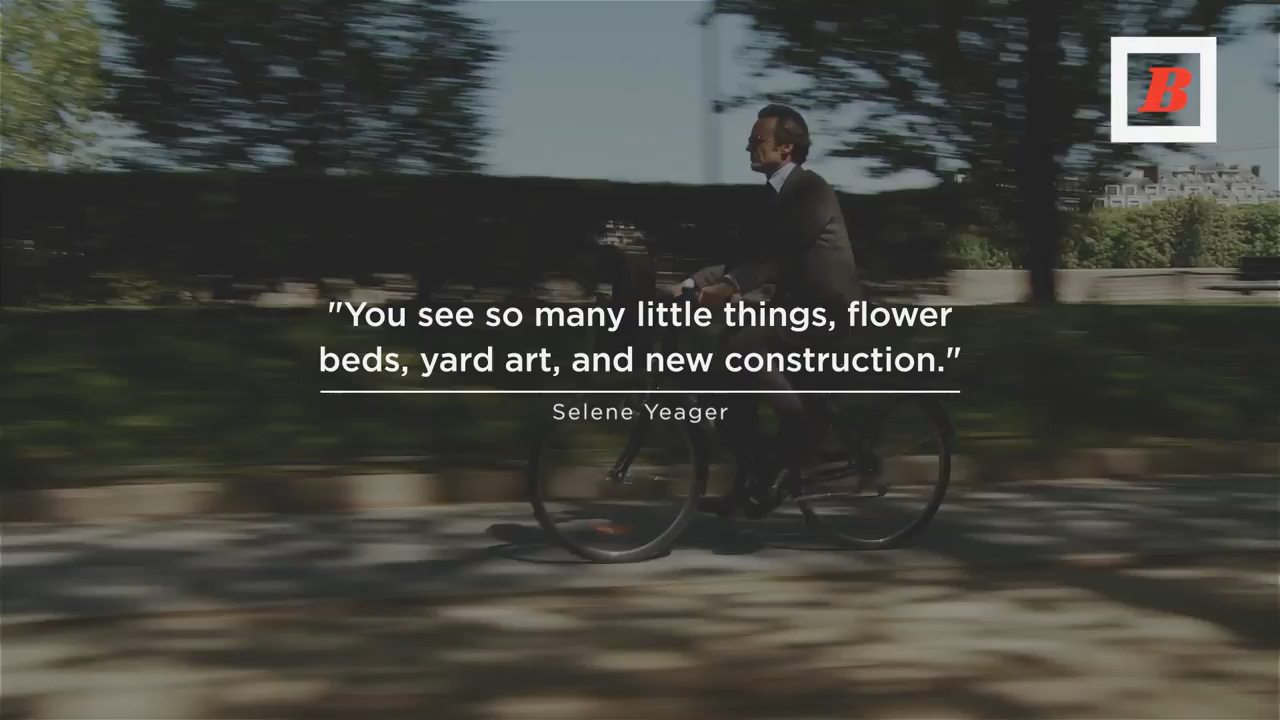 B
"You see so many little things, flower
beds, yard art, and new construction."
Selene Yeager